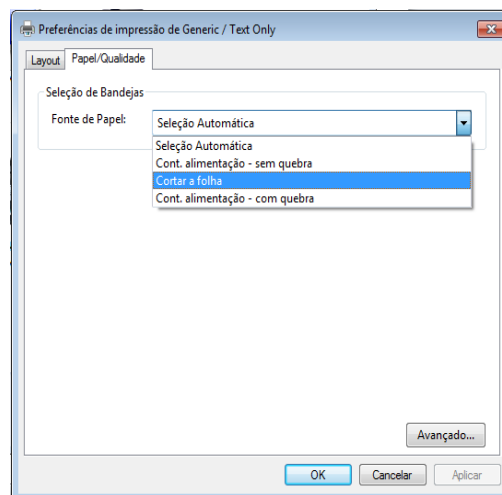 Preferências de impressão de Generic / Text Only
Layout Papel/Qualidade
Seleção de Bandejas
Fonte de Papel: Seleção Automática
Seleção Automática
Cont. alimentação - sem quebra
Cortar a folha
Cont. alimentação - com quebra
Avançado...
OK Cancelar Aplicar